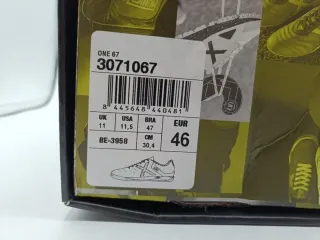 ONE 67
3071067
8 445648 440481
UK USA BRA EUR
11 11,5 47 46
BE-3958 CM 30,4